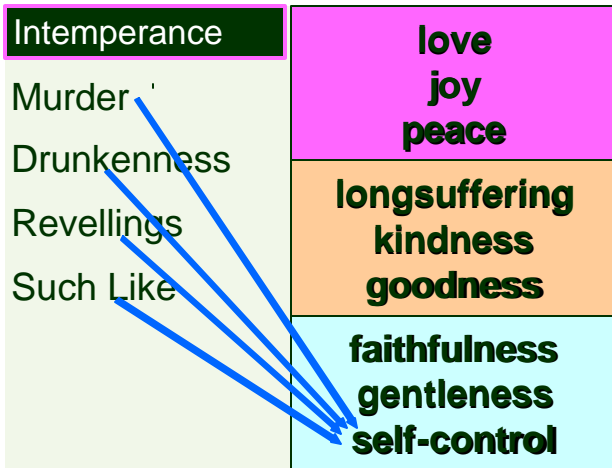 Intemperance
Murder '
Drunkenness
Revellings
Such Like
love
joy
peace
longsuffering
kindness
goodness
faithfulness
gentleness
self-control